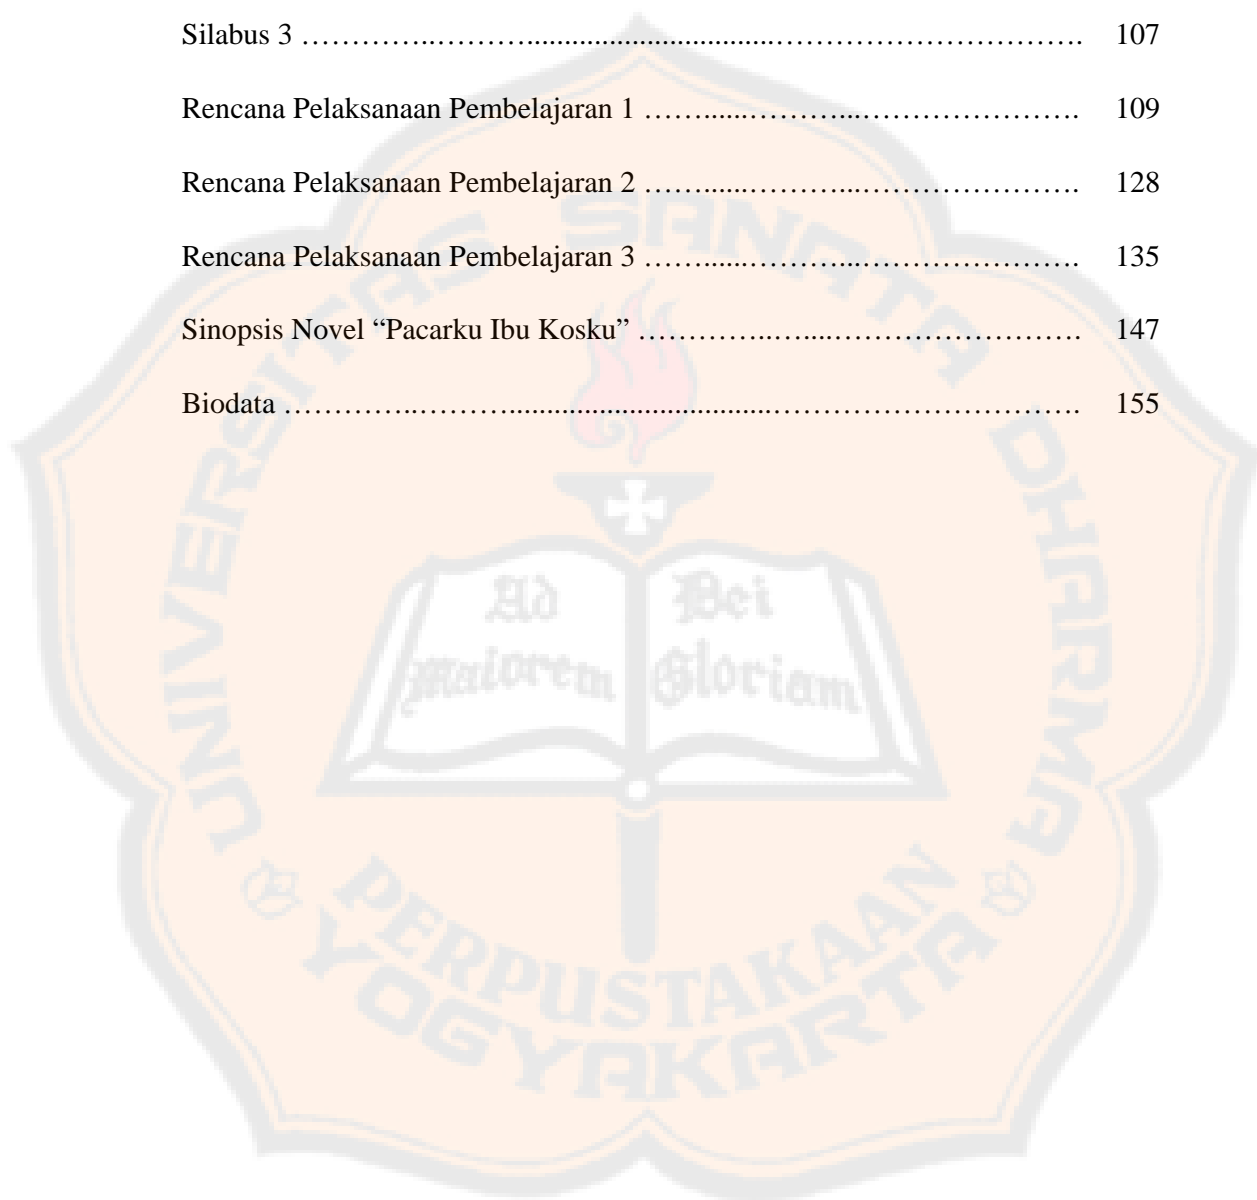 Silabus 3 …………..………................................…………………………………. 107
Rencana Pelaksanaan Pembelajaran 1 ……......………...…………………. 109
Rencana Pelaksanaan Pembelajaran 2 ……......………...…………………. 128
Rencana Pelaksanaan Pembelajaran 3 ……......………...…………………. 135
Sinopsis Novel “Pacarku Ibu Kosku” …………..…....……………………. 147
Biodata …………..………..................................…………………………………. 155
UNIVERSITAS SANATA DHARMA
Ad Dei
Maiorem Gloriam
PERPUSTAKAAN
YOGYAKARTA